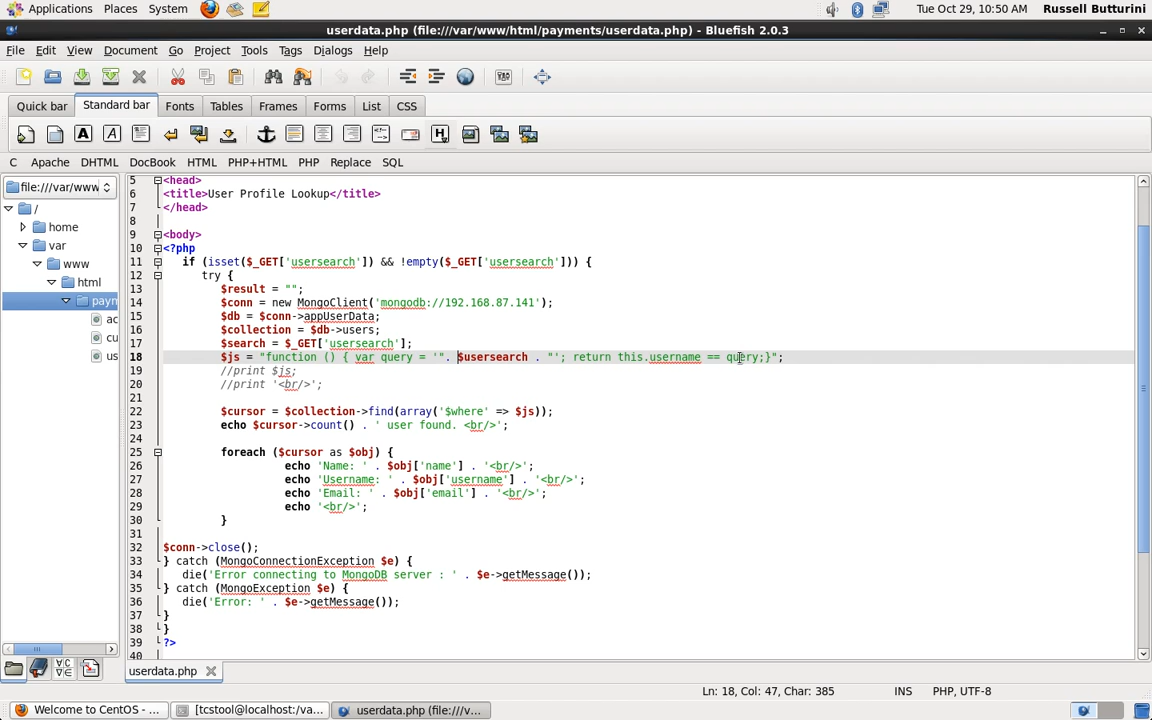 Applications Places System Tue Oct 29, 10:50 AM Russell Butturini
userdata.php (file:///var/www/html/payments/userdata.php) - Bluefish 2.0.3
File Edit View Document Go Project Tools Tags Dialogs Help
Quick bar Standard bar Fonts Tables Frames Forms List CSS
C Apache DHTML DocBook HTML PHP+HTML PHP Replace SQL
file:///var/www
/
home
var
www
html
payn
ac
cu
us
5 <head>
6 <title>User Profile Lookup</title>
7 </head>
8
9 <body>
10 <?php
11 if (isset($_GET['usersearch']) && !empty($_GET['usersearch'])) {
12 try {
13 $result = "";
14 $conn = new MongoClient('mongodb://192.168.87.141');
15 $db = $conn->appUserData;
16 $collection = $db->users;
17 $search = $_GET['usersearch'];
18 $js = "function () { var query = '". $usersearch . "'; return this.username == query;}";
19 //print $js;
20 //print '<br/>';
21
22 $cursor = $collection->find(array('$where' => $js));
23 echo $cursor->count() . ' user found. <br/>';
24
25 foreach ($cursor as $obj) {
26 echo 'Name: ' . $obj['name'] . '<br/>';
27 echo 'Username: ' . $obj['username'] . '<br/>';
28 echo 'Email: ' . $obj['email'] . '<br/>';
29 echo '<br/>';
30 }
31
32 $conn->close();
33 } catch (MongoConnectionException $e) {
34 die('Error connecting to MongoDB server : ' . $e->getMessage());
35 } catch (MongoException $e) {
36 die('Error: ' . $e->getMessage());
37 }
38 }
39 ?>
40
userdata.php
Ln: 18, Col: 47, Char: 385 INS PHP, UTF-8
Welcome to CentOS - ... [tcstool@localhost:/va... userdata.php (file:///v...